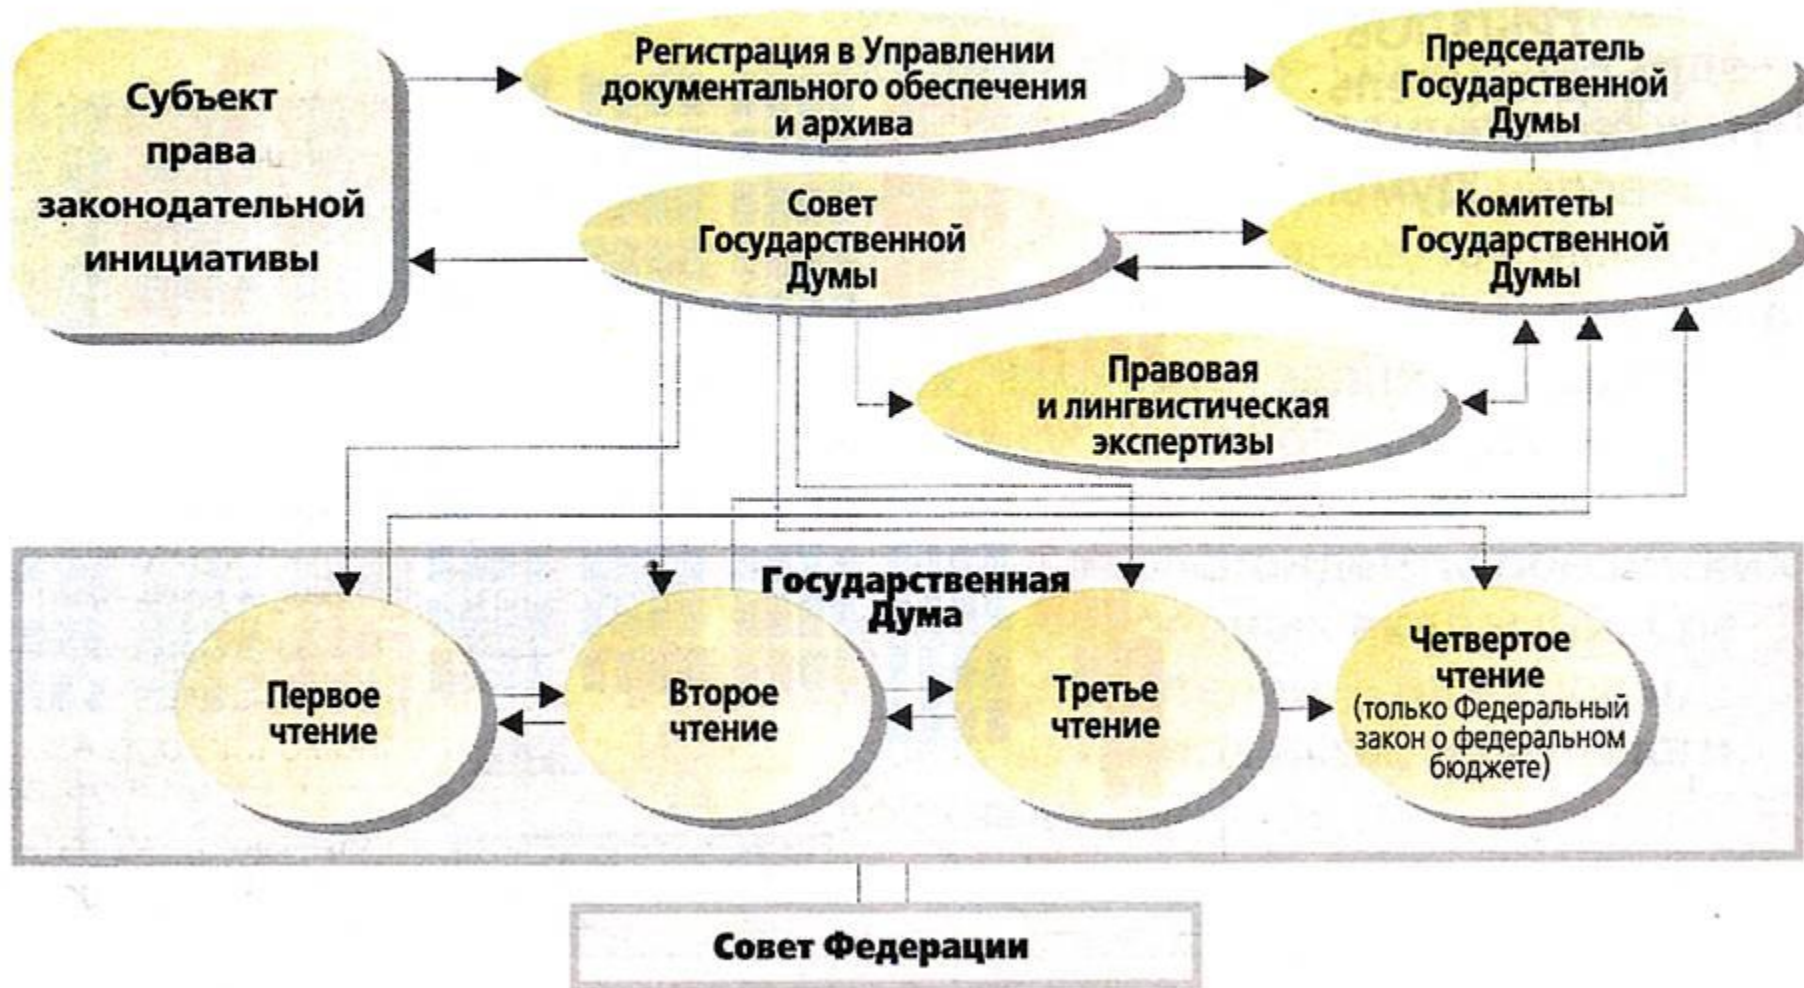 Субъект
права
законодательной
инициативы
Регистрация в Управлении
документального обеспечения
и архива
Председатель
Государственной
Думы
Совет
Государственной
Думы
Комитеты
Государственной
Думы
Правовая
и лингвистическая
экспертизы
Государственная
Дума
Первое
чтение
Второе
чтение
Третье
чтение
Четвертое
чтение
(только Федеральный
закон о федеральном
бюджете)
Совет Федерации